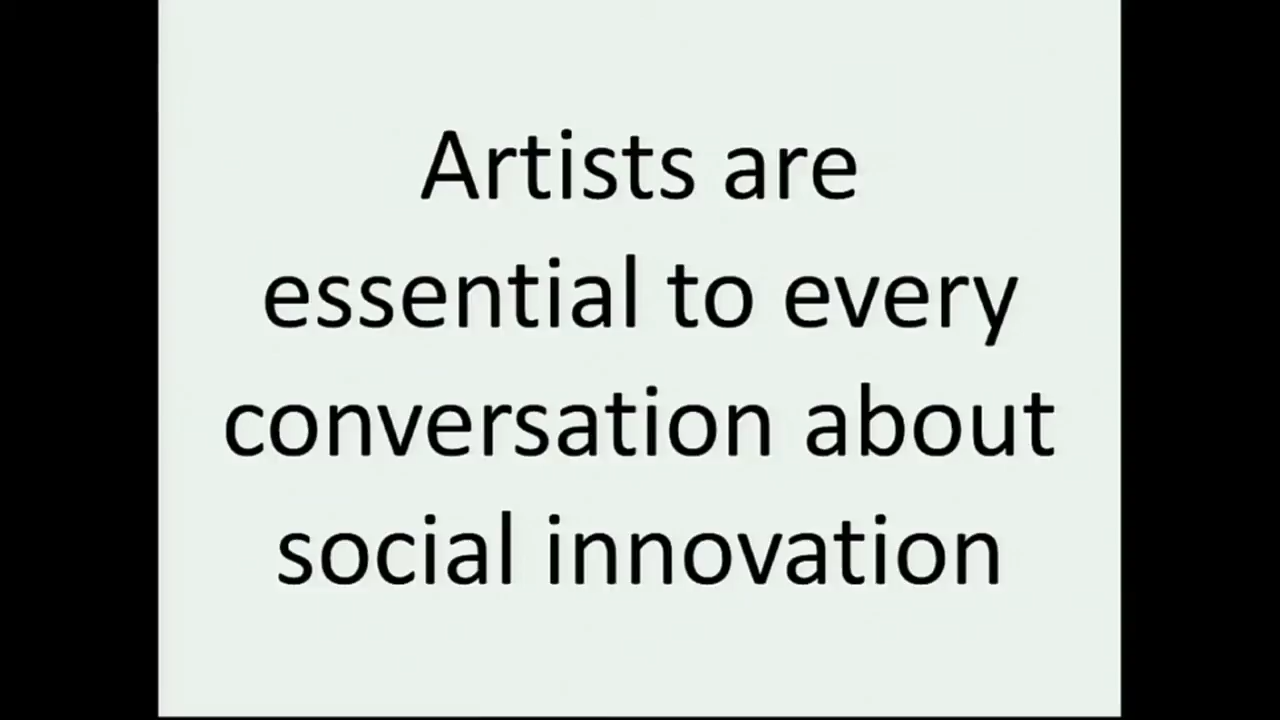 Artists are
essential to every
conversation about
social innovation